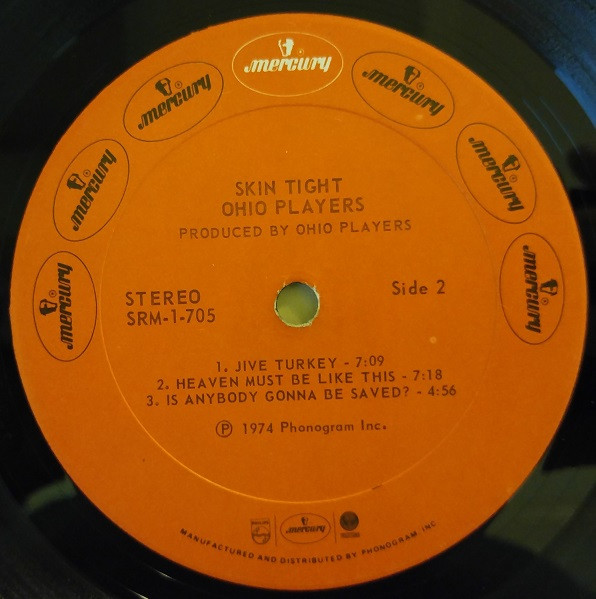 mercury
mercury
mercury
mercury
mercury
mercury
mercury
SKIN TIGHT
OHIO PLAYERS
PRODUCED BY OHIO PLAYERS
STEREO
SRM-1-705
Side 2
1. JIVE TURKEY - 7:09
2. HEAVEN MUST BE LIKE THIS - 7:18
3. IS ANYBODY GONNA BE SAVED? - 4:56
Ⓟ 1974 Phonogram Inc.
mercury
MANUFACTURED AND DISTRIBUTED BY PHONOGRAM, INC.